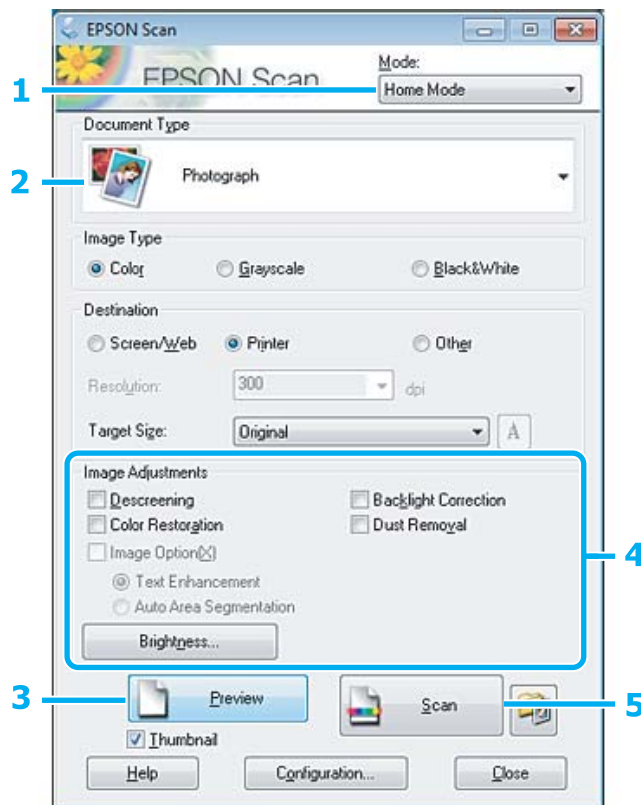 EPSON Scan
EPSON Scan
Mode:
1
Home Mode
Document Type
2
Photograph
Image Type
Color Grayscale Black&White
Destination
Screen/Web Printer Other
Resolution: 300 dpi
Target Size: Original A
Image Adjustments
Descreening Backlight Correction
Color Restoration Dust Removal
Image Option(X)
4
Text Enhancement
Auto Area Segmentation
Brightness...
3 Preview Scan 5
Thumbnail
Help Configuration... Close